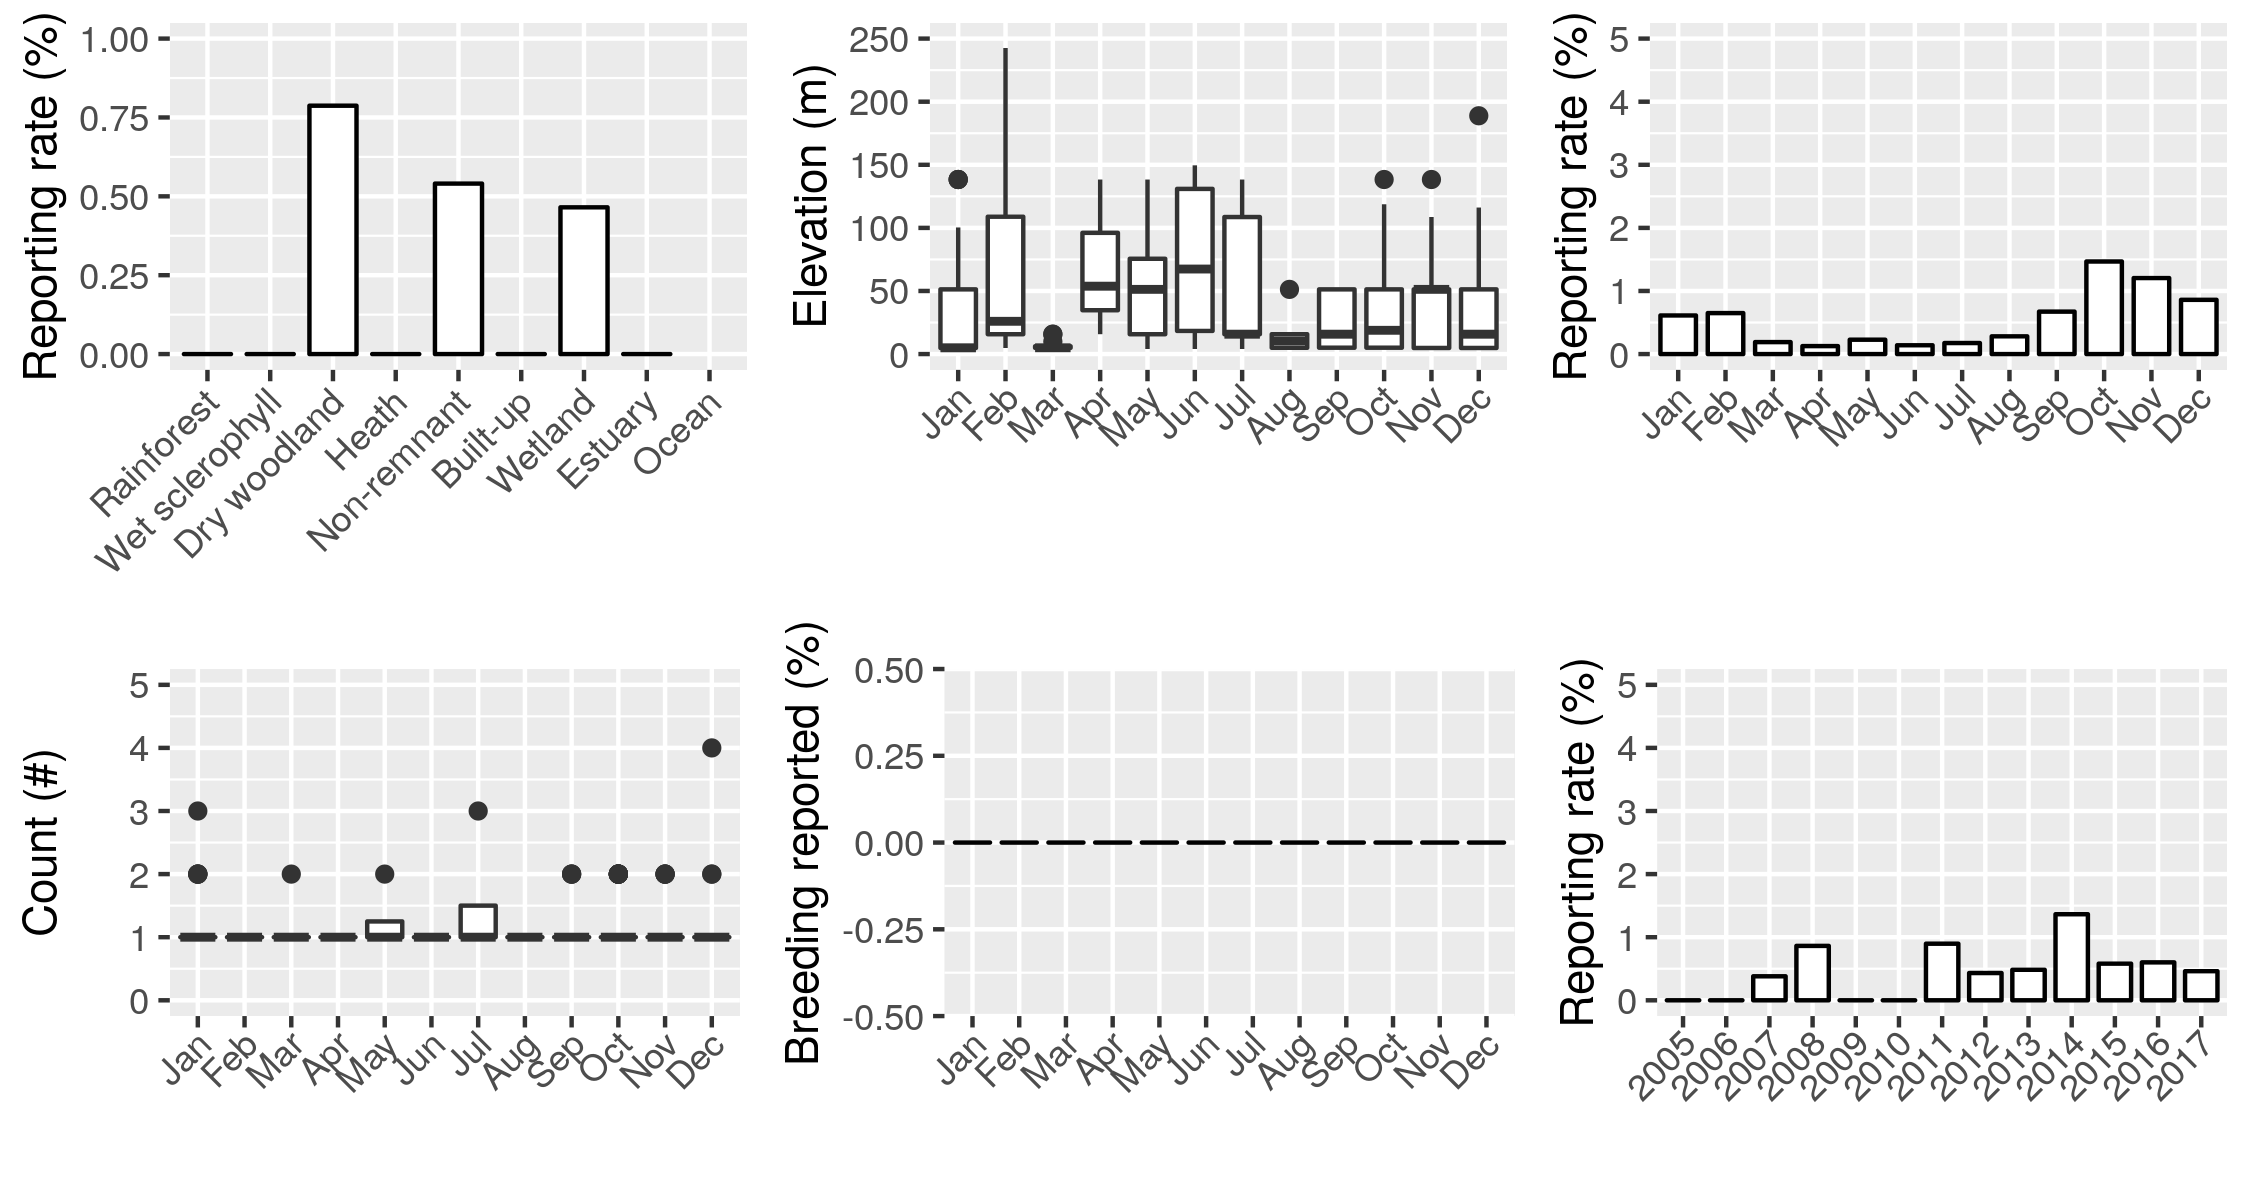 Reporting rate (%)
1.00
0.75
0.50
0.25
0.00
Rainforest
Wet sclerophyll
Dry woodland
Heath
Non-remnant
Built-up
Wetland
Estuary
Ocean
Elevation (m)
250
200
150
100
50
0
Jan
Feb
Mar
Apr
May
Jun
Jul
Aug
Sep
Oct
Nov
Dec
Reporting rate (%)
5
4
3
2
1
0
Jan
Feb
Mar
Apr
May
Jun
Jul
Aug
Sep
Oct
Nov
Dec
Count (#)
5
4
3
2
1
0
Jan
Feb
Mar
Apr
May
Jun
Jul
Aug
Sep
Oct
Nov
Dec
Breeding reported (%)
0.50
0.25
0.00
-0.25
-0.50
Jan
Feb
Mar
Apr
May
Jun
Jul
Aug
Sep
Oct
Nov
Dec
Reporting rate (%)
5
4
3
2
1
0
2005
2006
2007
2008
2009
2010
2011
2012
2013
2014
2015
2016
2017